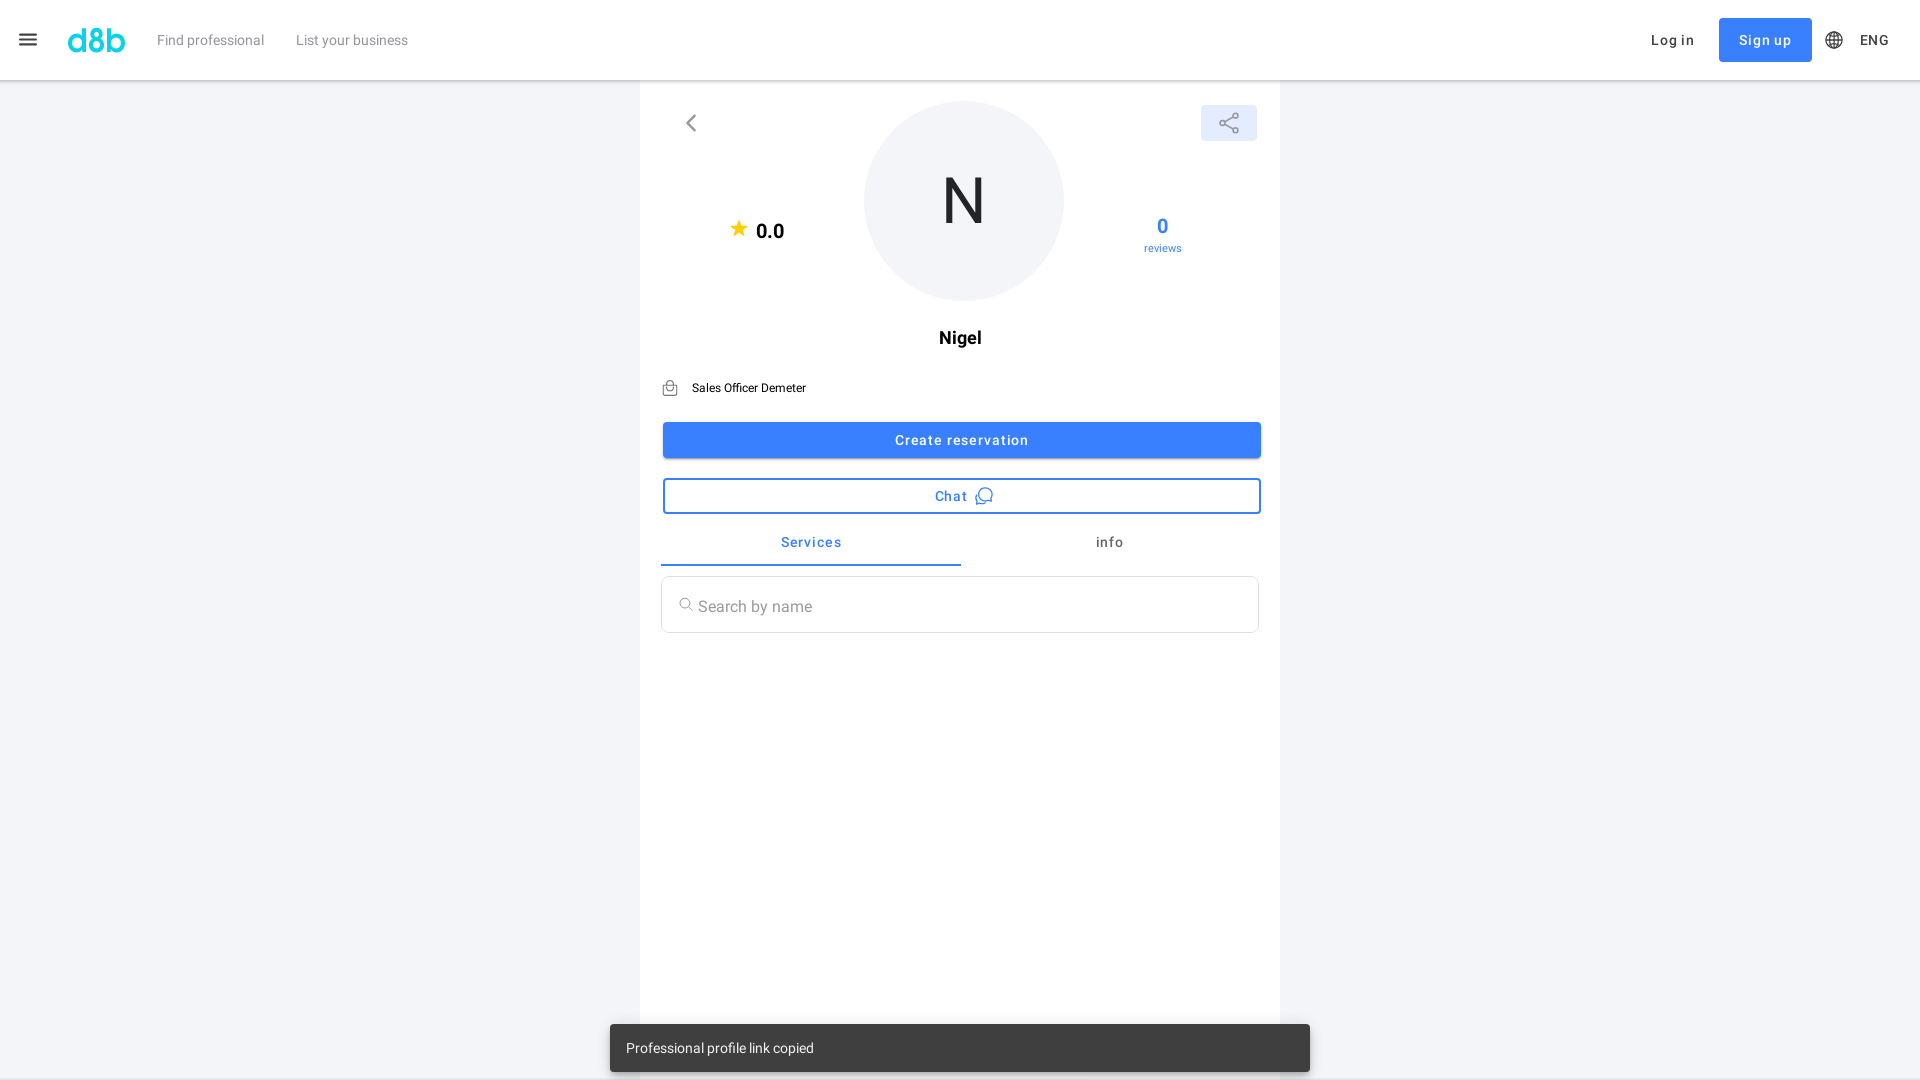 d8b Find professional List your business Log in Sign up ENG
N
0.0
0
reviews
Nigel
Sales Officer Demeter
Create reservation
Chat
Services info
Search by name
Professional profile link copied